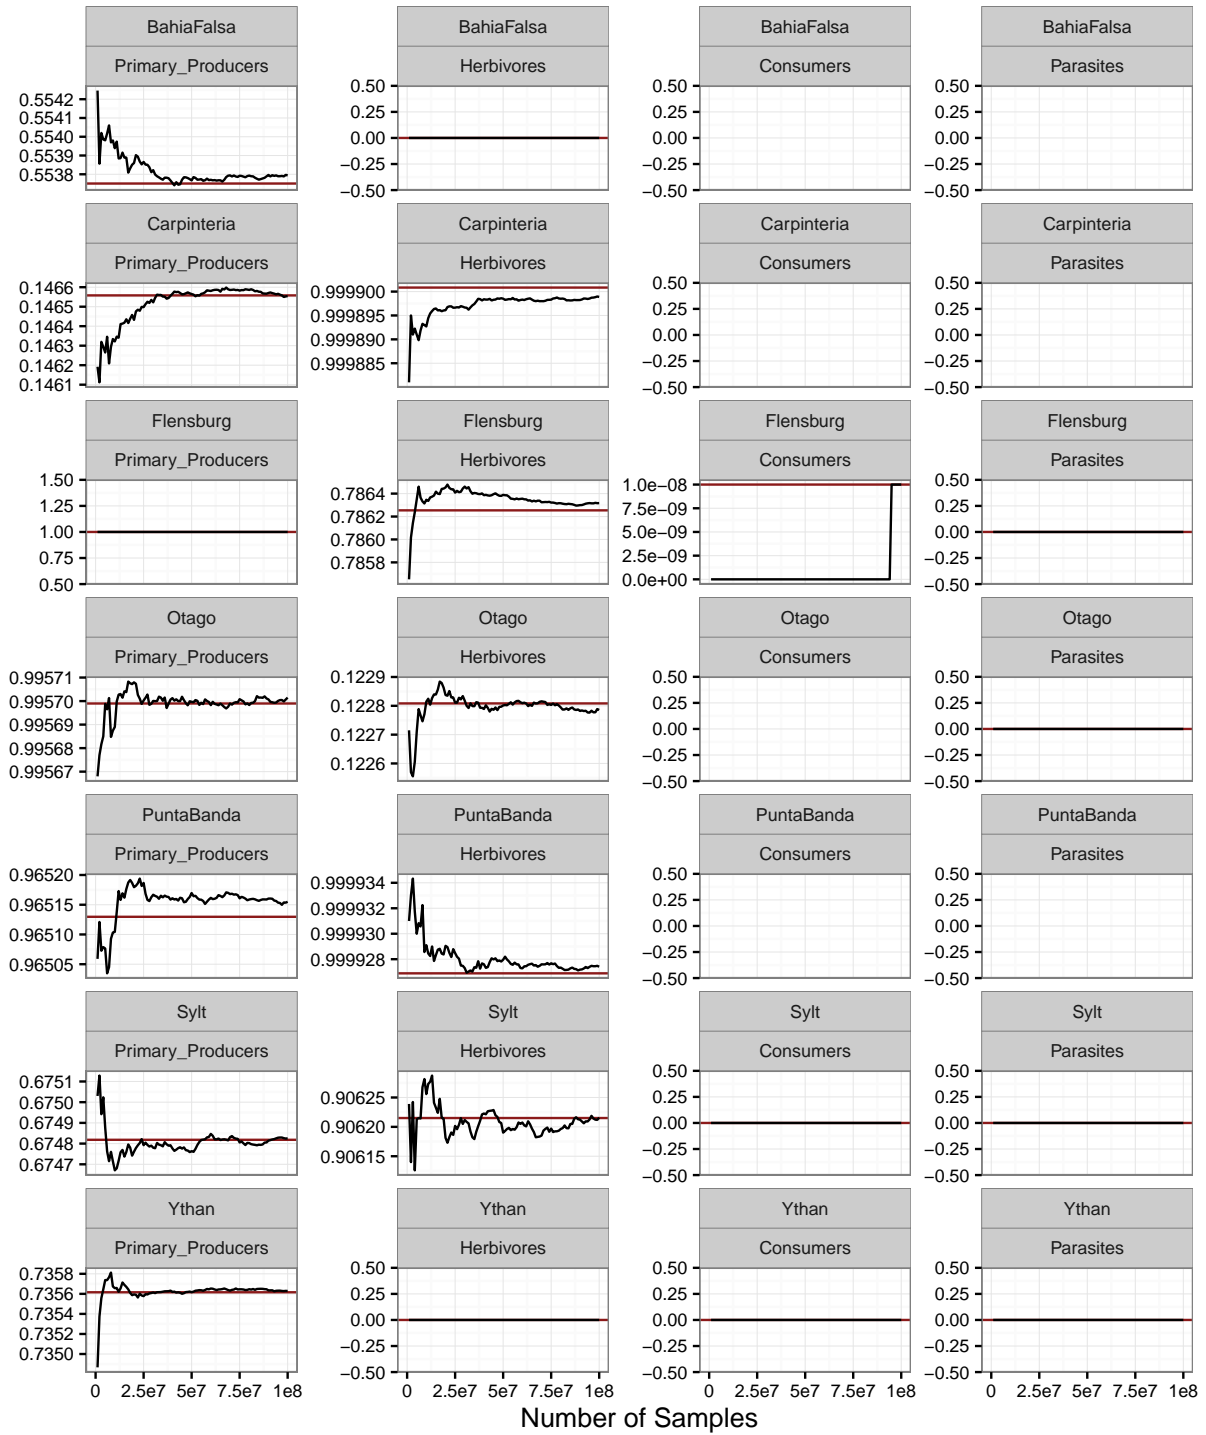 BahiaFalsa BahiaFalsa BahiaFalsa BahiaFalsa
Primary_Producers Herbivores Consumers Parasites
0.5542 0.50 0.50 0.50
0.5541 0.25 0.25 0.25
0.5540 0.00 0.00 0.00
0.5539 −0.25 −0.25 −0.25
0.5538 −0.50 −0.50 −0.50
Carpinteria Carpinteria Carpinteria Carpinteria
Primary_Producers Herbivores Consumers Parasites
0.1466 0.999900 0.50 0.50
0.1465 0.999895 0.25 0.25
0.1464 0.999890 0.00 0.00
0.1463 0.999885 −0.25 −0.25
0.1462 −0.50 −0.50
0.1461
Flensburg Flensburg Flensburg Flensburg
Primary_Producers Herbivores Consumers Parasites
1.50 0.7864 1.0e−08 0.50
1.25 0.7862 7.5e−09 0.25
1.00 0.7860 5.0e−09 0.00
0.75 0.7858 2.5e−09 −0.25
0.50 0.0e+00 −0.50
Otago Otago Otago Otago
Primary_Producers Herbivores Consumers Parasites
0.99571 0.1229 0.50 0.50
0.99570 0.1228 0.25 0.25
0.99569 0.1227 0.00 0.00
0.99568 0.1226 −0.25 −0.25
0.99567 −0.50 −0.50
PuntaBanda PuntaBanda PuntaBanda PuntaBanda
Primary_Producers Herbivores Consumers Parasites
0.96520 0.999934 0.50 0.50
0.96515 0.999932 0.25 0.25
0.96510 0.999930 0.00 0.00
0.96505 0.999928 −0.25 −0.25
−0.50 −0.50
Sylt Sylt Sylt Sylt
Primary_Producers Herbivores Consumers Parasites
0.6751 0.90625 0.50 0.50
0.6750 0.90620 0.25 0.25
0.6749 0.90615 0.00 0.00
0.6748 −0.25 −0.25
0.6747 −0.50 −0.50
Ythan Ythan Ythan Ythan
Primary_Producers Herbivores Consumers Parasites
0.7358 0.50 0.50 0.50
0.7356 0.25 0.25 0.25
0.7354 0.00 0.00 0.00
0.7352 −0.25 −0.25 −0.25
0.7350 −0.50 −0.50 −0.50
0 2.5e7 5e7 7.5e7 1e8 0 2.5e7 5e7 7.5e7 1e8 0 2.5e7 5e7 7.5e7 1e8 0 2.5e7 5e7 7.5e7 1e8
Number of Samples